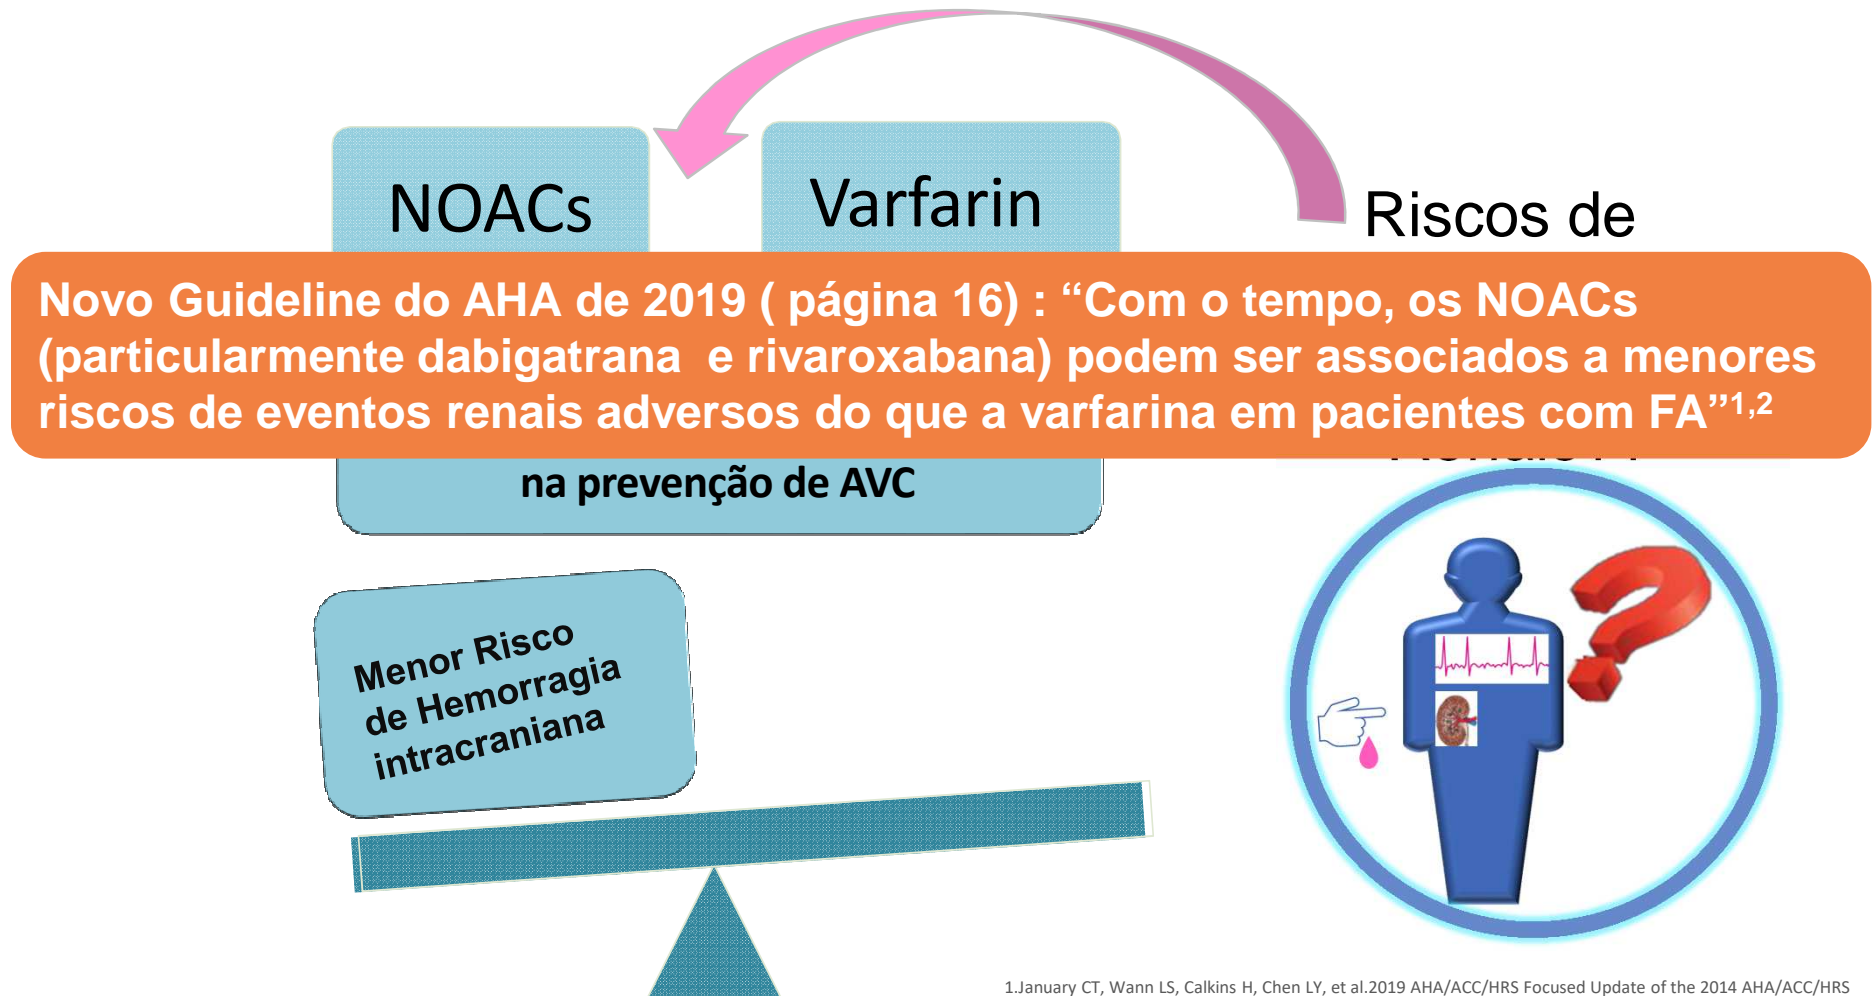 NOACs
Varfarin
Riscos de
Novo Guideline do AHA de 2019 ( página 16) : “Com o tempo, os NOACs
(particularmente dabigatrana e rivaroxabana) podem ser associados a menores
riscos de eventos renais adversos do que a varfarina em pacientes com FA”1,2
na prevenção de AVC
Menor Risco
de Hemorragia
intracraniana
1.January CT, Wann LS, Calkins H, Chen LY, et al.2019 AHA/ACC/HRS Focused Update of the 2014 AHA/ACC/HRS